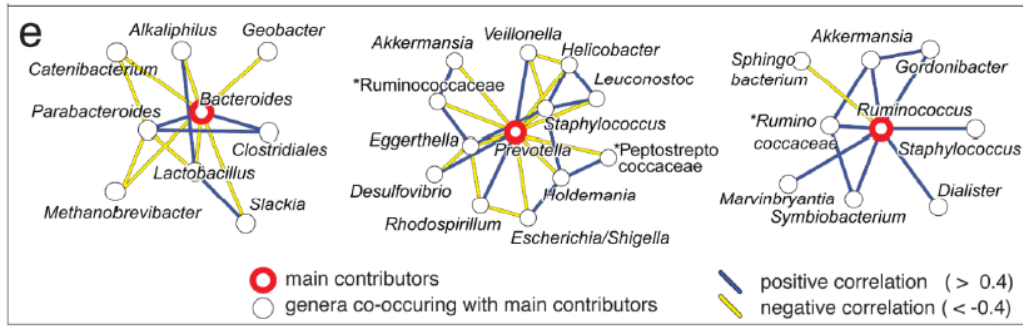 e
Alkaliphilus
Geobacter
Catenibacterium
Bacteroides
Parabacteroides
Clostridiales
Lactobacillus
Methanobrevibacter
Slackia
Veillonella
Akkermansia
Helicobacter
*Ruminococcaceae
Leuconostoc
Eggerthella
Staphylococcus
Prevotella
*Peptostrepto
coccaceae
Desulfovibrio
Holdemania
Rhodospirillum
Escherichia/Shigella
Akkermansia
Sphingo
bacterium
Gordonibacter
Ruminococcus
*Rumino
coccaceae
Staphylococcus
Marvinbryantia
Dialister
Symbiobacterium
main contributors
genera co-occuring with main contributors
positive correlation ( > 0.4)
negative correlation ( < -0.4)